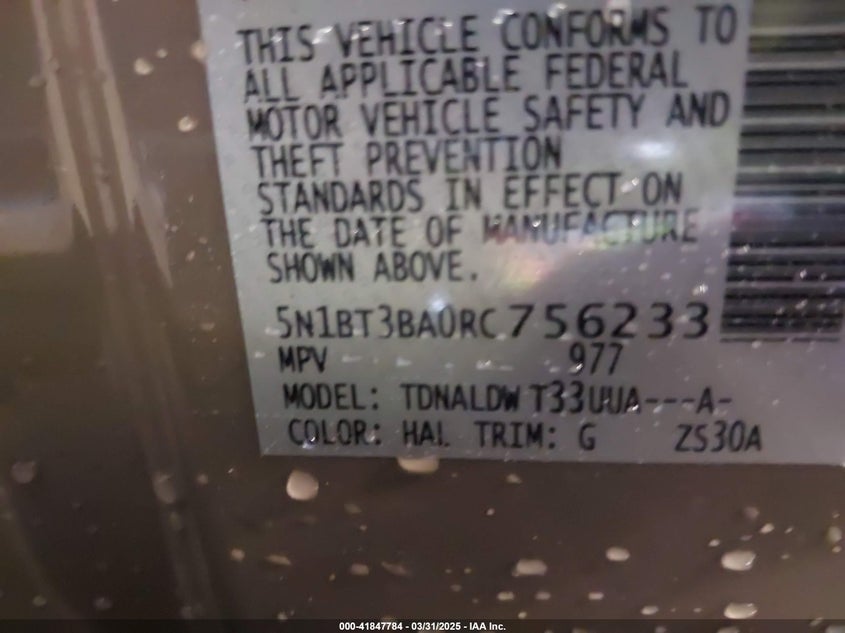 THIS VEHICLE CONFORMS TO
ALL APPLICABLE FEDERAL
MOTOR VEHICLE SAFETY AND
THEFT PREVENTION
STANDARDS IN EFFECT ON
THE DATE OF MANUFACTURE
SHOWN ABOVE.
5N1BT3BA0RC756233
MPV 977
MODEL: TDNALDW T33UUA---A-
COLOR: HAL TRIM: G ZS30A
000-41847784 / 03/31/2025 - IAA Inc.